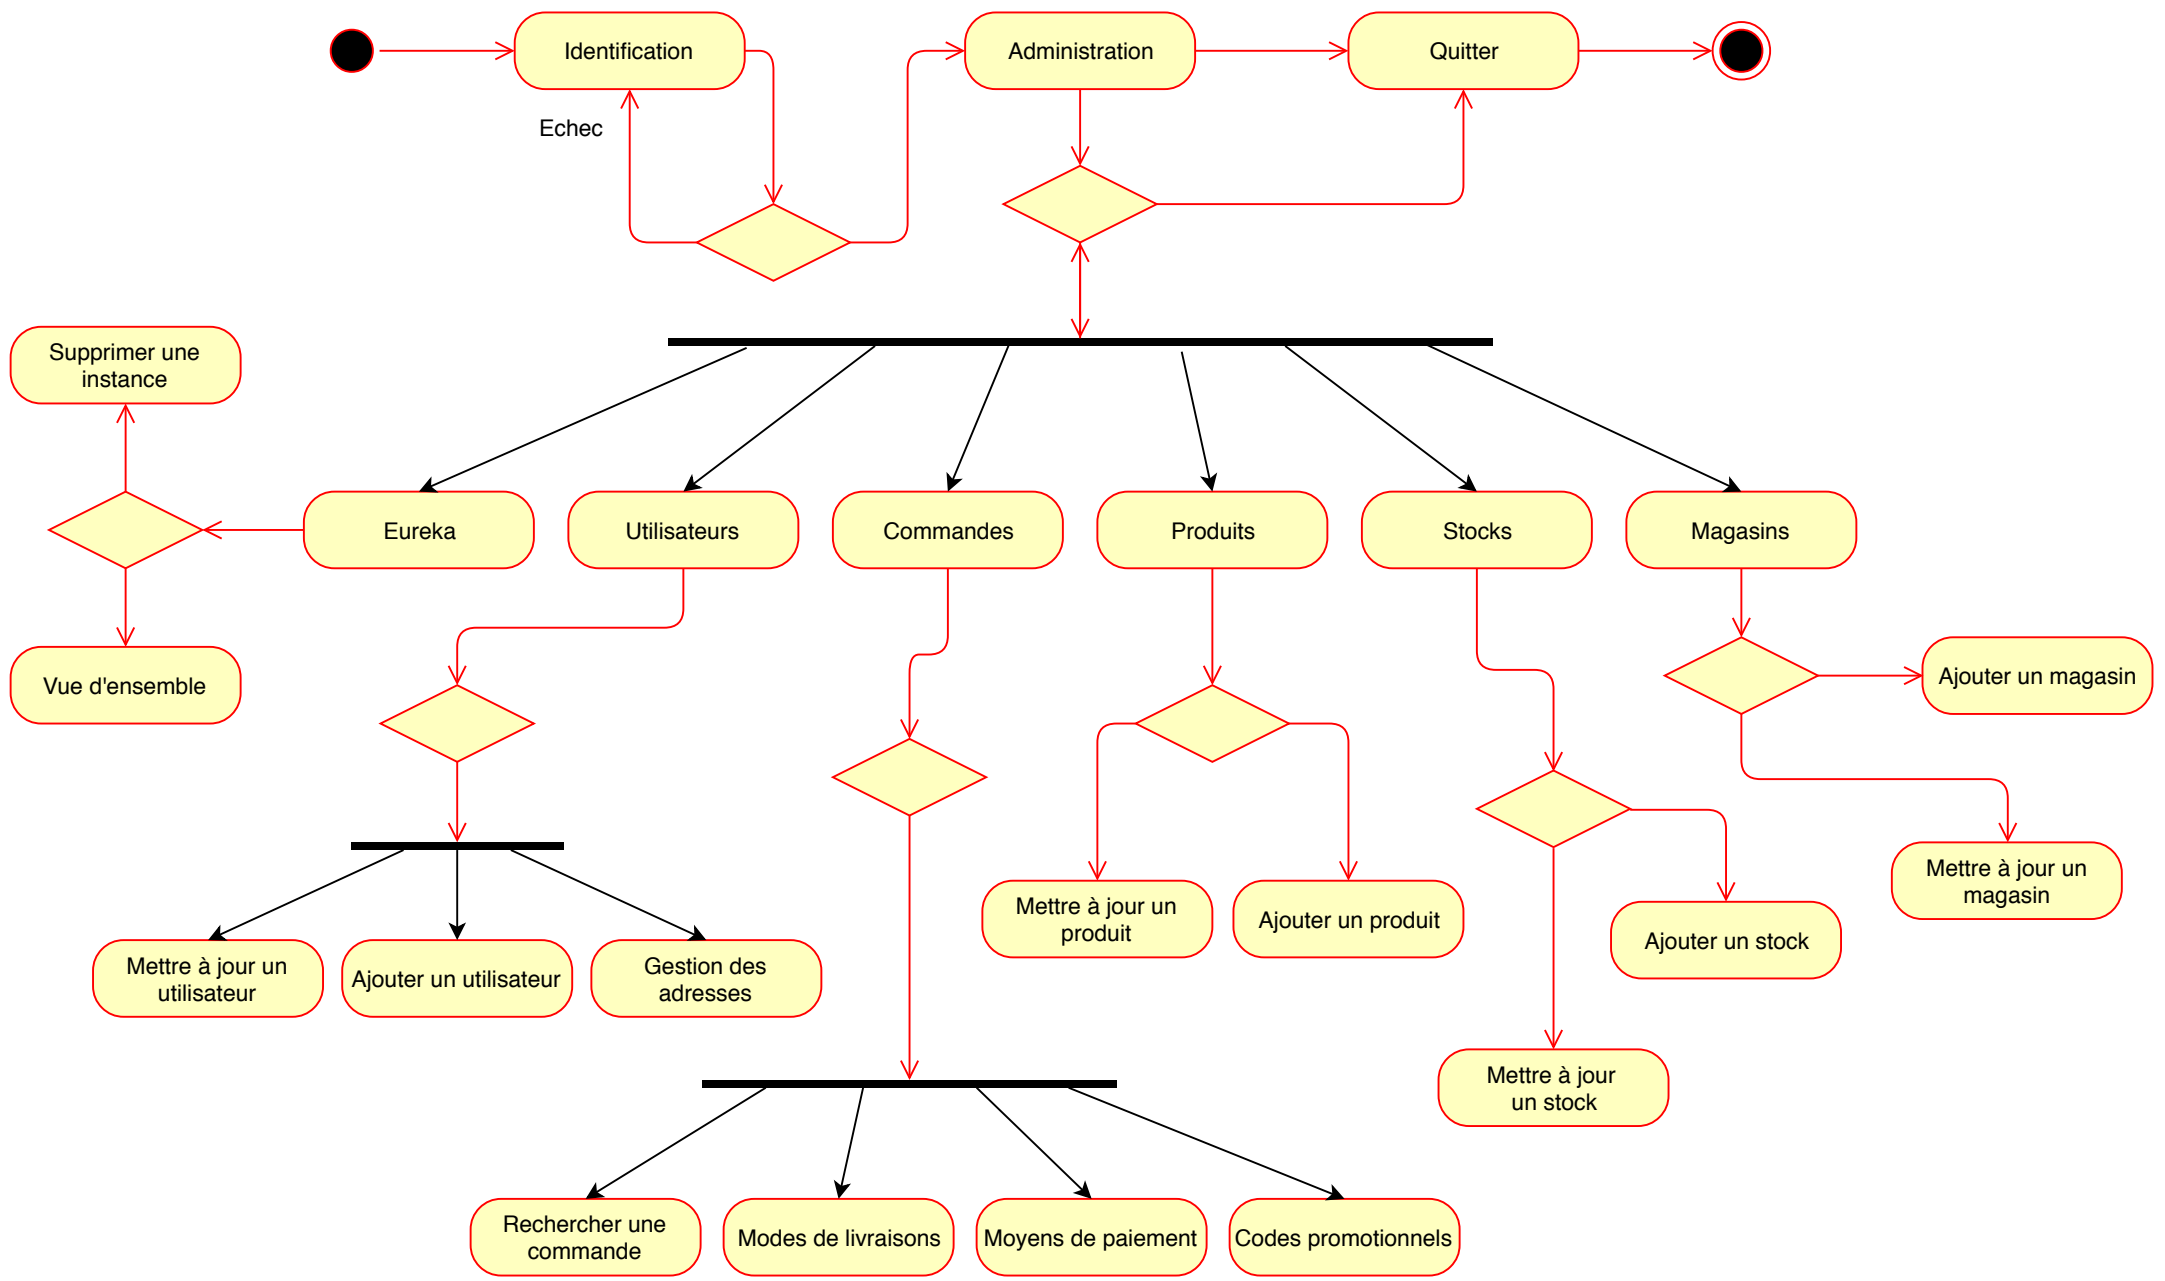 Identification
Administration
Quitter
Echec
Supprimer une
instance
Eureka
Utilisateurs
Commandes
Produits
Stocks
Magasins
Vue d'ensemble
Ajouter un magasin
Mettre à jour un
magasin
Mettre à jour un
produit
Ajouter un produit
Ajouter un stock
Mettre à jour un
utilisateur
Ajouter un utilisateur
Gestion des
adresses
Mettre à jour
un stock
Rechercher une
commande
Modes de livraisons
Moyens de paiement
Codes promotionnels